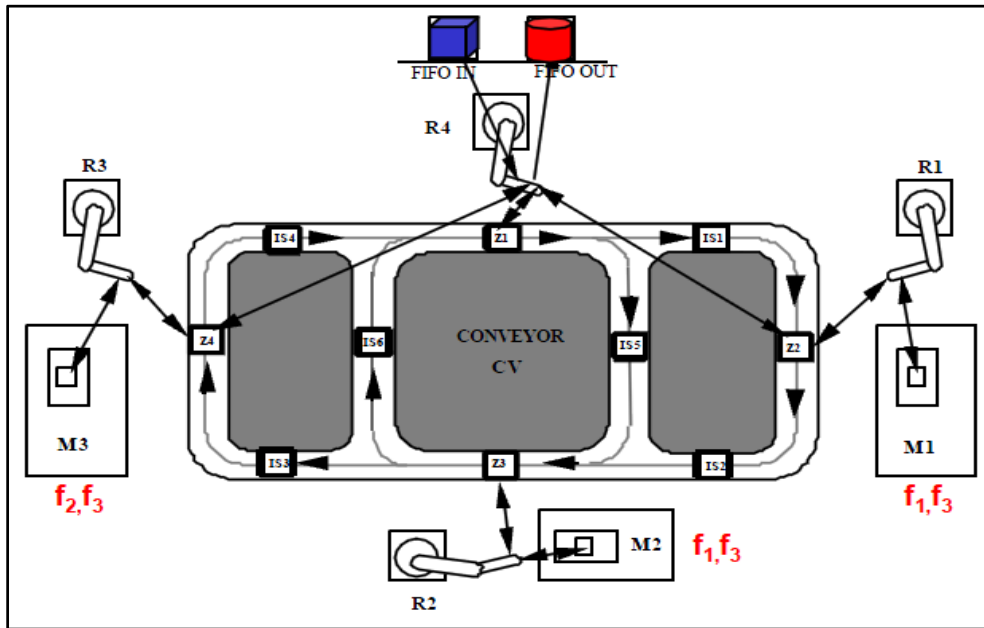 FIFO IN
FIFO OUT
R4
R3
R1
IS4
Z1
IS1
Z4
IS6
CONVEYOR
CV
IS5
Z2
M3
f2,f3
M1
f1,f3
IS3
Z3
IS2
M2
f1,f3
R2